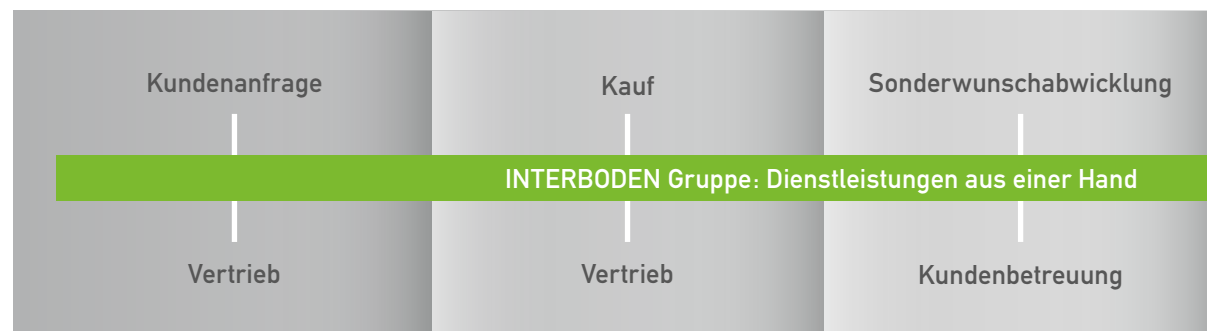 Kundenanfrage
Kauf
Sonderwunschabwicklung
INTERBODEN Gruppe: Dienstleistungen aus einer Hand
Vertrieb
Vertrieb
Kundenbetreuung